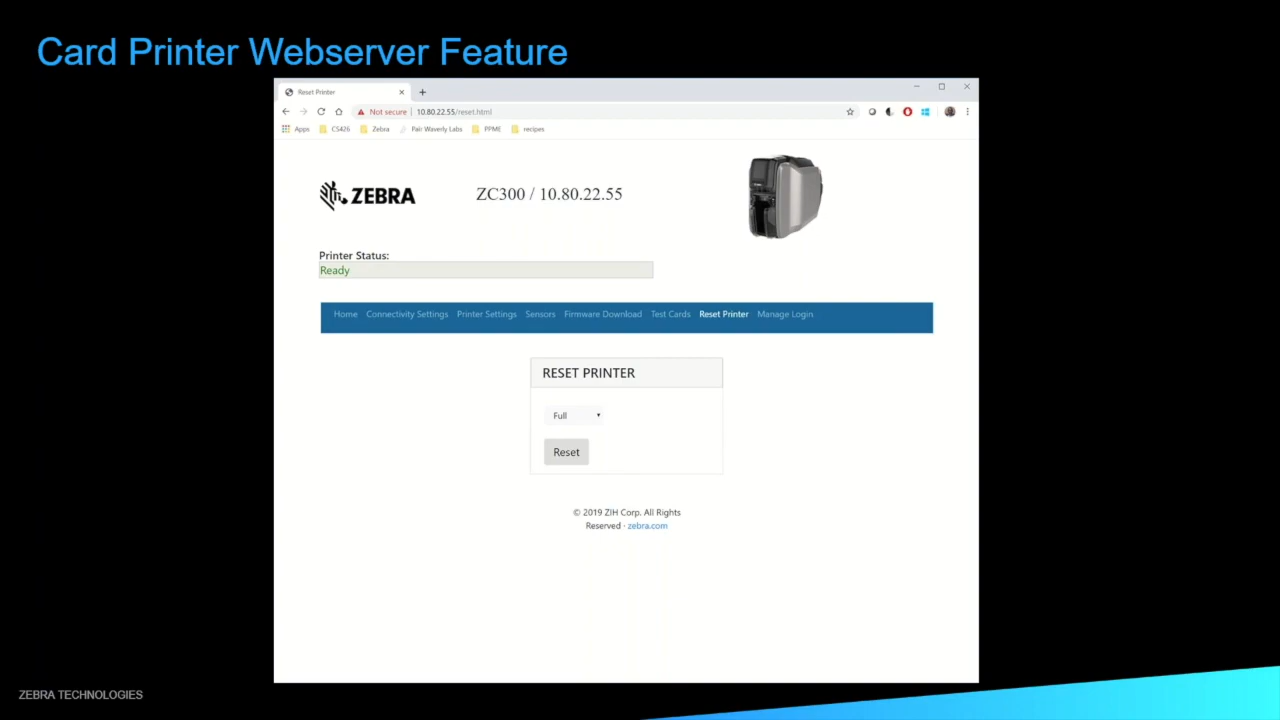 Card Printer Webserver Feature
Reset Printer
Not secure | 10.80.22.55/reset.html
Apps CS426 Zebra Pair Waverly Labs PPME recipes
ZEBRA
ZC300 / 10.80.22.55
Printer Status:
Ready
Home Connectivity Settings Printer Settings Sensors Firmware Download Test Cards Reset Printer Manage Login
RESET PRINTER
Full
Reset
© 2019 ZIH Corp. All Rights
Reserved · zebra.com
ZEBRA TECHNOLOGIES